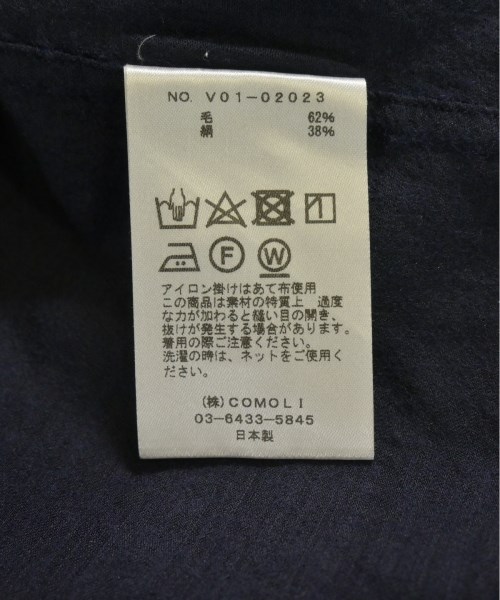 NO. V01-02023
毛 62%
絹 38%
F W
アイロン掛けはあて布使用
この商品は素材の特質上 過度
な力が加わると縫い目の開き、
抜けが発生する場合があります。
着用の際ご注意ください。
洗濯の時は、ネットをご使用く
ださい。
(株)COMOLI
03-6433-5845
日本製